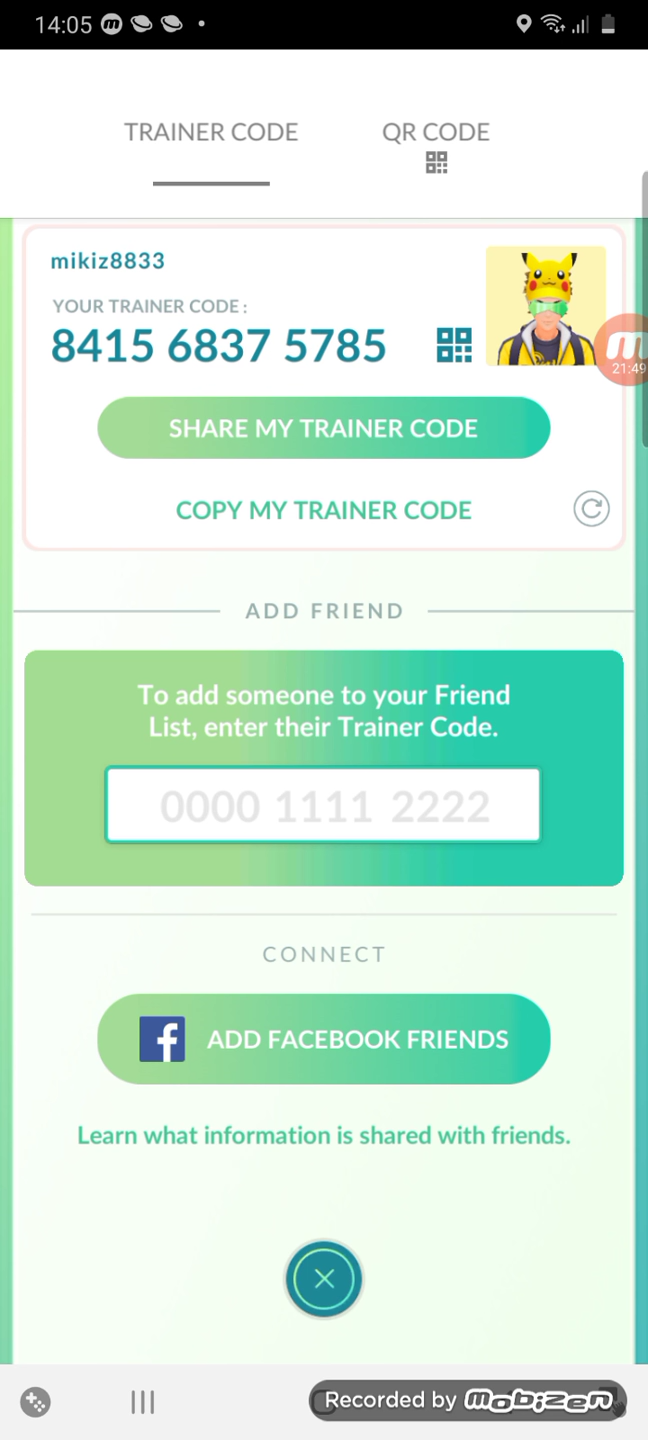 14:05
TRAINER CODE
QR CODE
mikiz8833
YOUR TRAINER CODE :
8415 6837 5785
21:49
SHARE MY TRAINER CODE
COPY MY TRAINER CODE
ADD FRIEND
To add someone to your Friend
List, enter their Trainer Code.
0000 1111 2222
CONNECT
f ADD FACEBOOK FRIENDS
Learn what information is shared with friends.
Recorded by mobizen